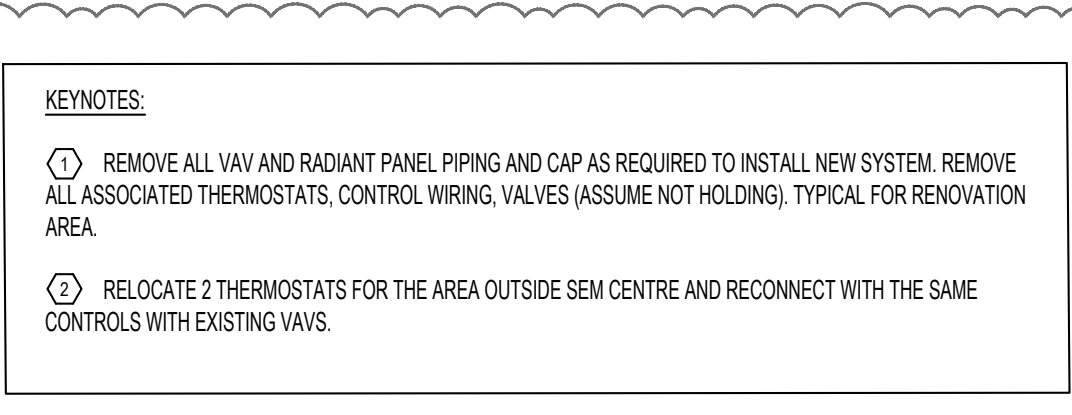 KEYNOTES:
1 REMOVE ALL VAV AND RADIANT PANEL PIPING AND CAP AS REQUIRED TO INSTALL NEW SYSTEM. REMOVE
ALL ASSOCIATED THERMOSTATS, CONTROL WIRING, VALVES (ASSUME NOT HOLDING). TYPICAL FOR RENOVATION
AREA.
2 RELOCATE 2 THERMOSTATS FOR THE AREA OUTSIDE SEM CENTRE AND RECONNECT WITH THE SAME
CONTROLS WITH EXISTING VAVS.